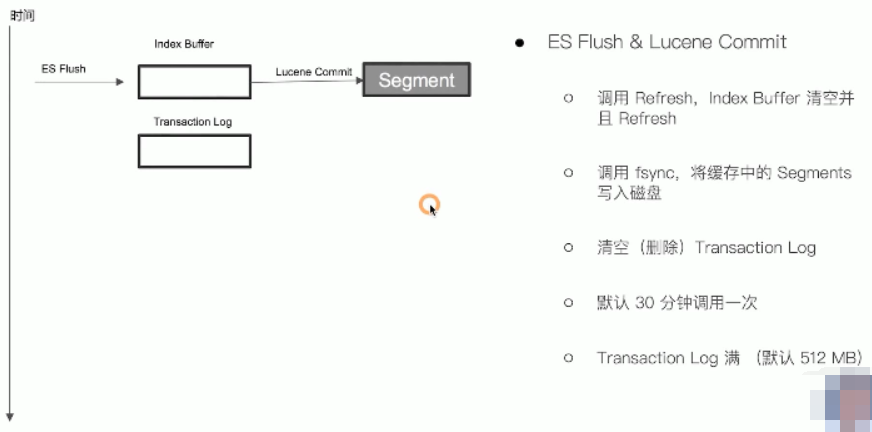 时间
Index Buffer
ES Flush
Lucene Commit
Segment
Transaction Log
ES Flush & Lucene Commit
调用 Refresh，Index Buffer 清空并
且 Refresh
调用 fsync，将缓存中的 Segments
写入磁盘
清空（删除）Transaction Log
默认 30 分钟调用一次
Transaction Log 满 （默认 512 MB）